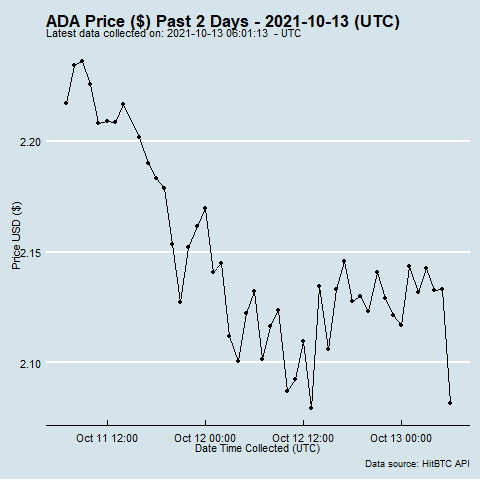 ADA Price ($) Past 2 Days - 2021-10-13 (UTC)
Latest data collected on: 2021-10-13 06:01:13 - UTC
2.20
2.15
2.10
Price USD ($)
Oct 11 12:00 Oct 12 00:00 Oct 12 12:00 Oct 13 00:00
Date Time Collected (UTC)
Data source: HitBTC API